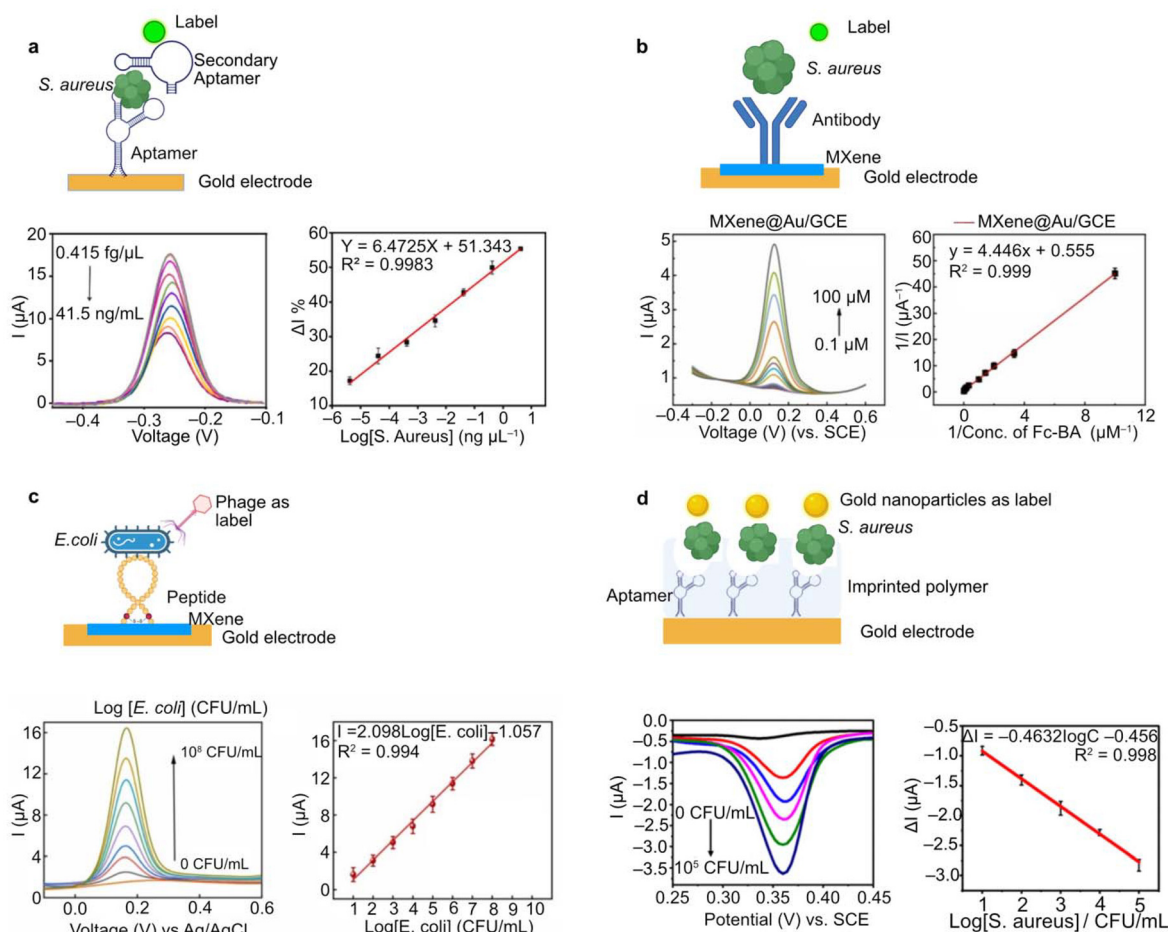 a
Label
Secondary
Aptamer
S. aureus
Aptamer
Gold electrode
20
15
10
5
0
I (µA)
0.415 fg/µL
41.5 ng/mL
–0.4
–0.3
–0.2
–0.1
Voltage (V)
60
50
40
30
20
10
ΔI %
Y = 6.4725X + 51.343
R² = 0.9983
–6
–5
–4
–3
–2
–1
0
1
Log[S. Aureus] (ng µL⁻¹)
b
Label
S. aureus
Antibody
MXene
Gold electrode
MXene@Au/GCE
5
4
3
2
1
I (µA)
100 µM
0.1 µM
–0.2
0.0
0.2
0.4
0.6
Voltage (V) (vs. SCE)
MXene@Au/GCE
60
50
40
30
20
10
0
1/I (µA⁻¹)
y = 4.446x + 0.555
R² = 0.999
0
4
8
12
1/Conc. of Fc-BA (µM⁻¹)
c
Phage as
label
E.coli
Peptide
MXene
Gold electrode
Log [E. coli] (CFU/mL)
16
12
8
4
0
I (µA)
10⁸ CFU/mL
0 CFU/mL
0.0
0.2
0.4
0.6
Voltage (V) vs Ag/AgCl
16
12
8
4
0
I (µA)
I =2.098Log[E. coli]–1.057
R² = 0.994
1 2 3 4 5 6 7 8 9 10
Log[E. coli] (CFU/mL)
d
Gold nanoparticles as label
S. aureus
Aptamer
Imprinted polymer
Gold electrode
0.0
–0.5
–1.0
–1.5
–2.0
–2.5
–3.0
–3.5
I (µA)
0 CFU/mL
10⁵ CFU/mL
0.25
0.30
0.35
0.40
0.45
Potential (V) vs. SCE
–0.5
–1.0
–1.5
–2.0
–2.5
–3.0
ΔI (µA)
ΔI = –0.4632logC –0.456
R² = 0.998
1 2 3 4 5
Log[S. aureus] / CFU/mL